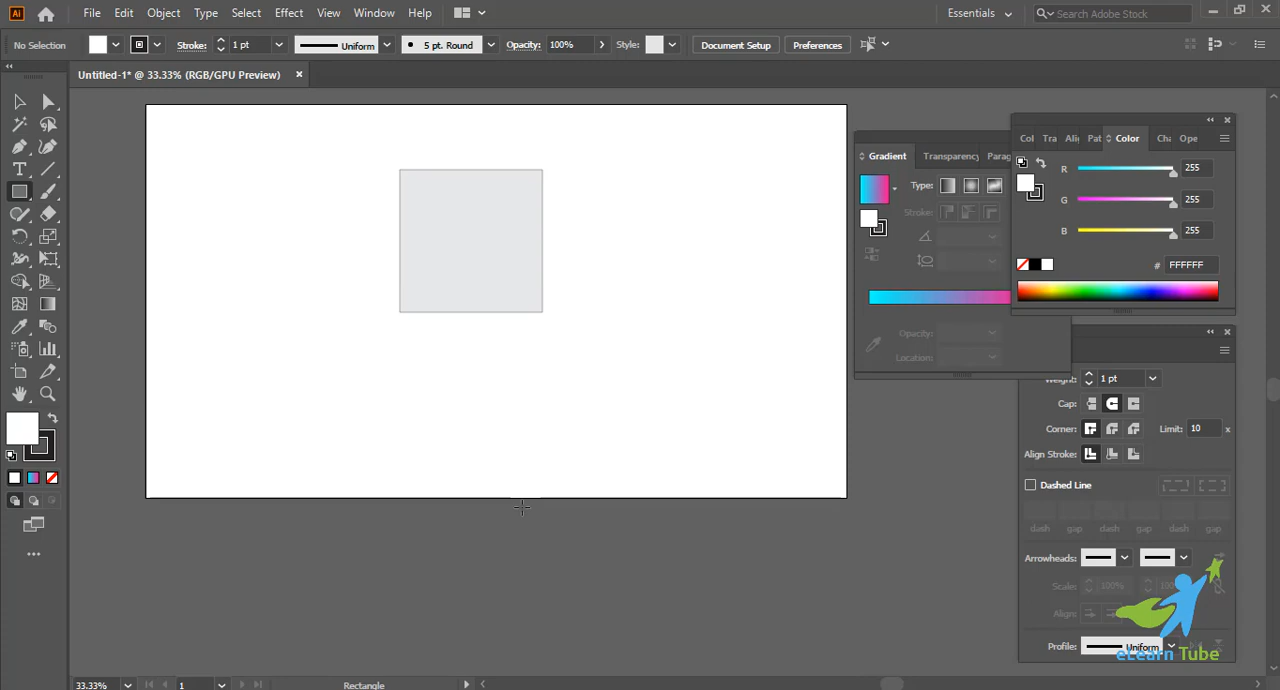 Ai File Edit Object Type Select Effect View Window Help Essentials Search Adobe Stock
No Selection Stroke: 1 pt Uniform 5 pt. Round Opacity: 100% Style: Document Setup Preferences
Untitled-1* @ 33.33% (RGB/GPU Preview)
Gradient Transparency Parag
Type:
Stroke:
Opacity:
Location:
Col Tra Alig Pat Color Cha Ope
R 255
G 255
B 255
# FFFFFF
Weight: 1 pt
Cap:
Corner: Limit: 10 x
Align Stroke:
Dashed Line
dash gap dash gap dash gap
Arrowheads:
Scale: 100% 100
Align:
Profile: Uniform
eLearn Tube
33.33% 1 Rectangle